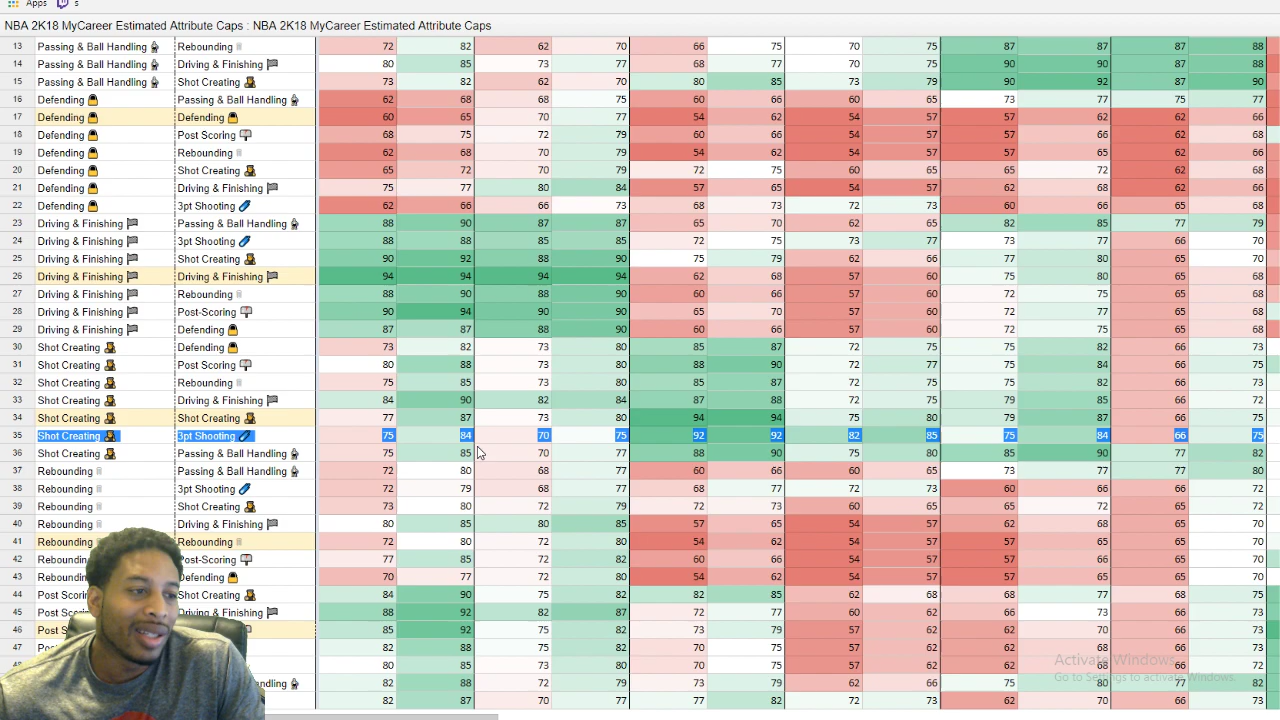 Apps s
NBA 2K18 MyCareer Estimated Attribute Caps : NBA 2K18 MyCareer Estimated Attribute Caps
13 Passing & Ball Handling Rebounding 72 82 62 70 66 75 70 75 87 87 87 88
14 Passing & Ball Handling Driving & Finishing 80 85 73 77 68 77 73 77 90 90 87 88
15 Passing & Ball Handling Shot Creating 73 82 62 70 80 85 73 79 90 92 87 90
16 Defending Passing & Ball Handling 62 68 68 75 60 66 60 65 73 77 75 77
17 Defending Defending 60 65 70 77 54 62 54 57 57 62 62 66
18 Defending Post Scoring 68 75 72 79 60 66 54 57 57 66 62 68
19 Defending Rebounding 62 68 70 79 54 62 54 57 57 65 62 68
20 Defending Shot Creating 65 72 70 79 72 75 60 65 65 72 62 68
21 Defending Driving & Finishing 75 77 80 84 57 65 54 57 62 68 62 66
22 Defending 3pt Shooting 62 66 66 73 68 73 72 73 60 66 65 68
23 Driving & Finishing Passing & Ball Handling 88 90 87 87 65 70 62 65 82 85 77 79
24 Driving & Finishing 3pt Shooting 88 88 85 85 72 75 73 77 73 77 66 70
25 Driving & Finishing Shot Creating 90 92 88 90 75 79 62 66 77 80 65 70
26 Driving & Finishing Driving & Finishing 94 94 94 94 62 68 57 60 75 80 65 68
27 Driving & Finishing Rebounding 88 90 88 90 60 66 57 60 72 75 65 68
28 Driving & Finishing Post-Scoring 90 94 90 90 65 70 57 60 72 77 65 68
29 Driving & Finishing Defending 87 87 88 90 60 66 57 60 72 75 65 68
30 Shot Creating Defending 73 82 73 80 85 87 72 75 75 82 66 73
31 Shot Creating Post Scoring 80 88 73 80 88 90 72 77 75 84 66 75
32 Shot Creating Rebounding 75 85 73 80 85 87 72 75 75 82 66 73
33 Shot Creating Driving & Finishing 84 90 82 84 87 88 72 75 80 85 66 73
34 Shot Creating Shot Creating 77 87 73 80 94 94 75 80 79 87 66 75
35 Shot Creating 3pt Shooting 75 84 70 75 92 92 82 85 75 84 66 75
36 Shot Creating Passing & Ball Handling 75 85 70 77 88 90 75 80 85 90 77 82
37 Rebounding Passing & Ball Handling 72 80 68 77 60 66 60 65 73 77 77 80
38 Rebounding 3pt Shooting 72 79 68 77 68 77 72 73 60 66 66 72
39 Rebounding Shot Creating 73 80 72 79 72 73 60 65 65 72 65 72
40 Rebounding Driving & Finishing 80 85 80 85 57 65 54 57 62 68 65 70
41 Rebounding Rebounding 72 80 72 80 54 62 54 57 57 65 65 70
42 Rebounding Post-Scoring 77 85 72 82 60 66 54 57 57 66 65 70
43 Rebounding Defending 70 77 72 80 54 62 54 57 57 65 65 70
44 Post Scoring Shot Creating 84 90 75 82 82 85 62 68 68 77 68 75
45 Post Scor Driving & Finishing 88 92 82 87 72 77 60 62 66 73 66 73
46 Post S 85 92 75 82 73 79 57 62 62 70 66 73
47 82 88 75 82 70 75 57 62 62 68 66 73
48 80 85 73 80 70 75 57 62 62 68 66 72
andling 82 88 72 79 73 79 62 66 75 80 77 82
82 87 70 77 77 82 72 73 62 70 66 73
Activate Windows
Go to Settings to activate Windows.